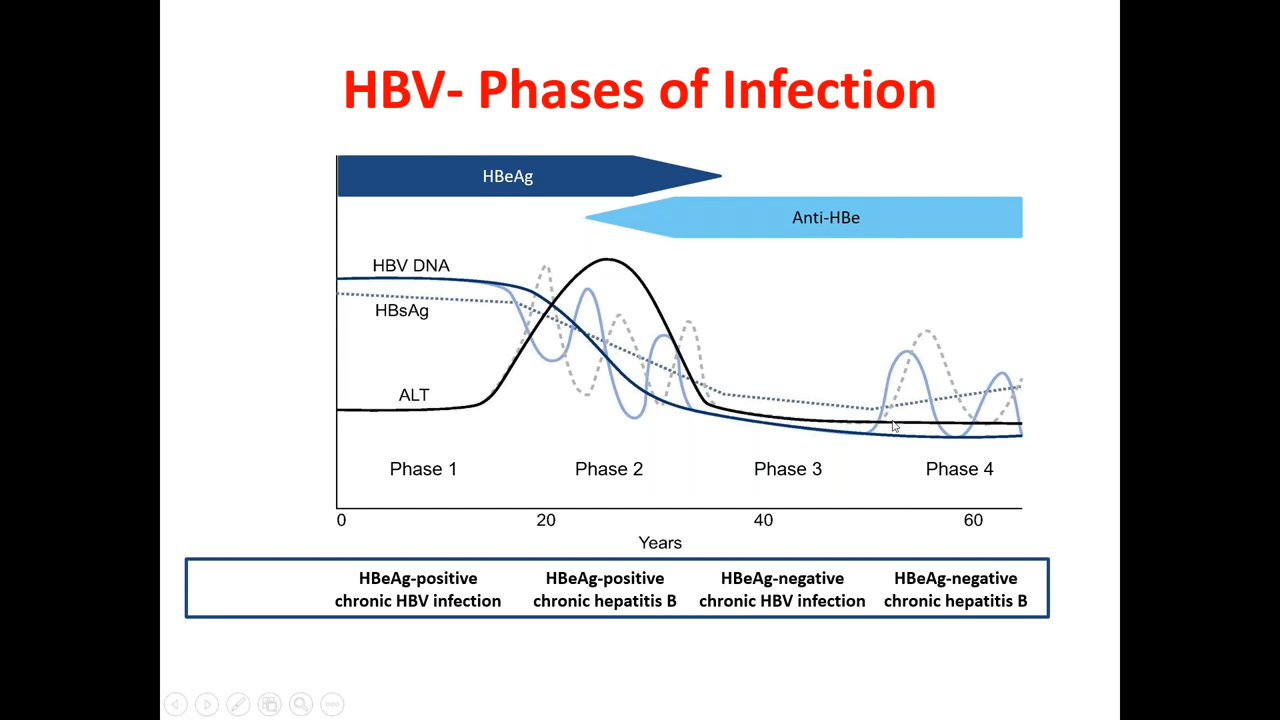 HBV- Phases of Infection
HBeAg
Anti-HBe
HBV DNA
HBsAg
ALT
Phase 1 Phase 2 Phase 3 Phase 4
0 20 40 60
Years
HBeAg-positive
chronic HBV infection
HBeAg-positive
chronic hepatitis B
HBeAg-negative
chronic HBV infection
HBeAg-negative
chronic hepatitis B